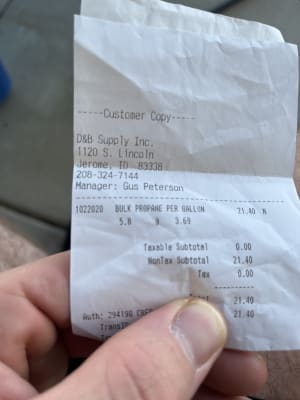 -----Customer Copy-----
D&B Supply Inc.
1120 S. Lincoln
Jerome, ID 83338
208-324-7144
Manager: Gus Peterson
1022020 BULK PROPANE PER GALLON 21.40 N
5.8 @ 3.69
Taxable Subtotal 0.00
NonTax Subtotal 21.40
Tax 0.00
----------
21.40
Auth: 294196 21.40